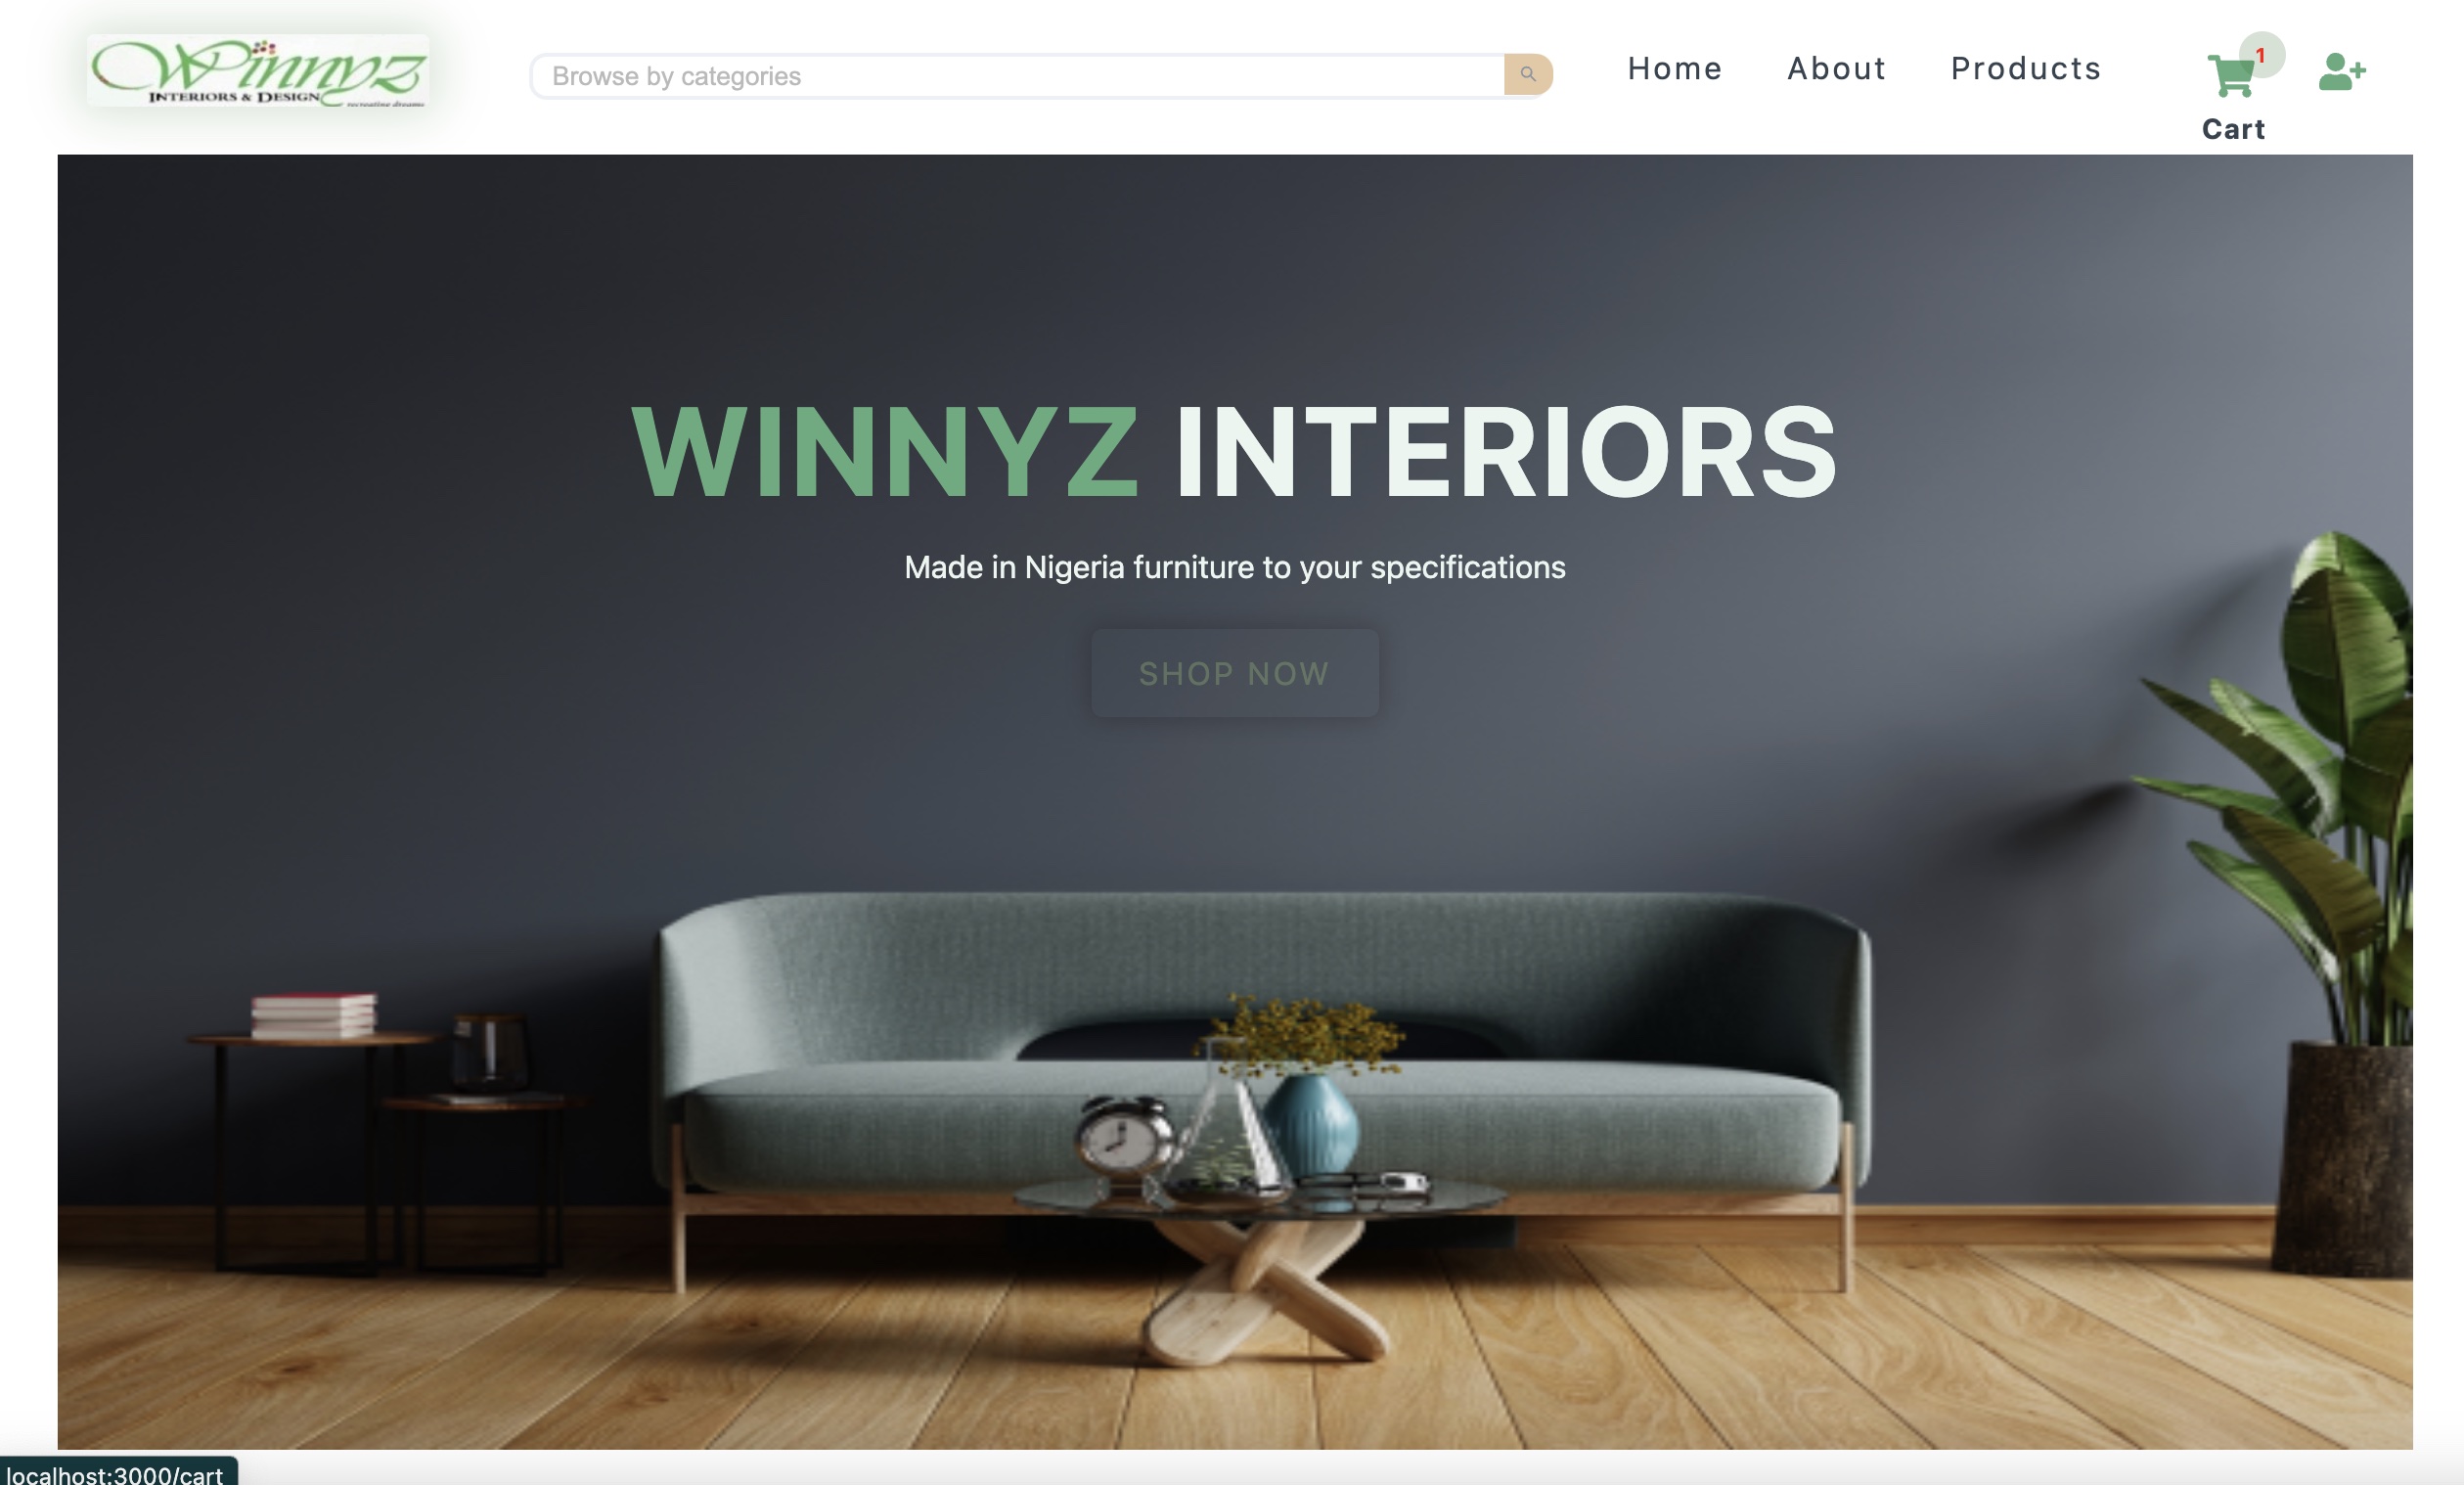 Winnyz
INTERIORS & DESIGN
recreating dreams
Browse by categories
Home
About
Products
1
Cart
WINNYZ INTERIORS
Made in Nigeria furniture to your specifications
SHOP NOW
localhost:3000/cart